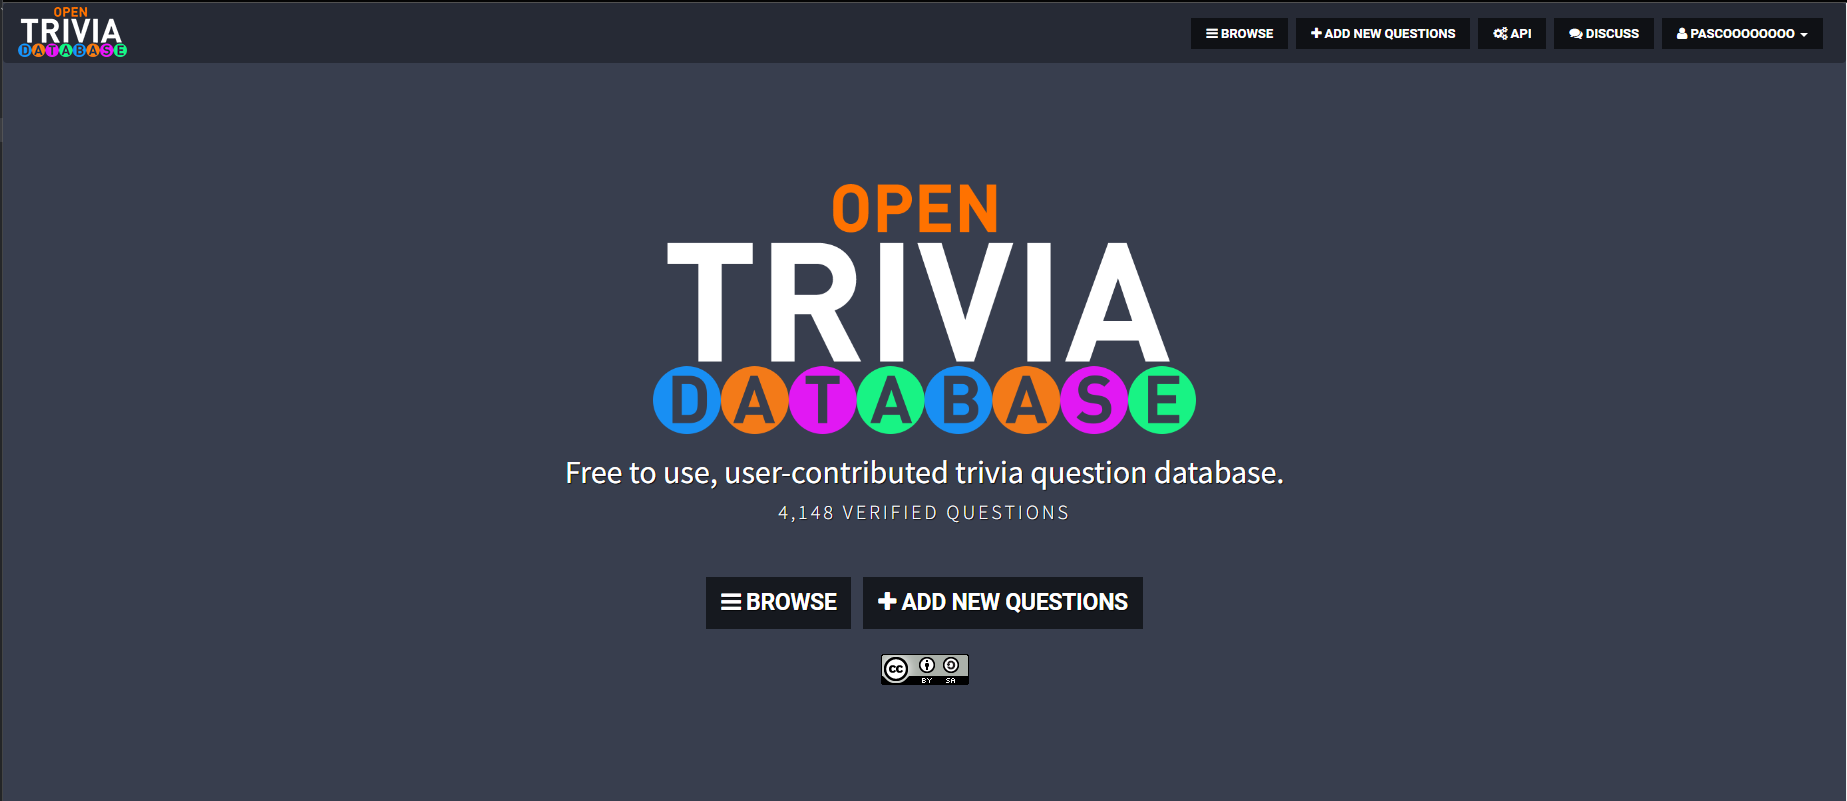 OPEN
TRIVIA
DATABASE
BROWSE
ADD NEW QUESTIONS
API
DISCUSS
PASCOOOOOOOO
OPEN
TRIVIA
DATABASE
Free to use, user-contributed trivia question database.
4,148 VERIFIED QUESTIONS
BROWSE
ADD NEW QUESTIONS
cc
BY SA